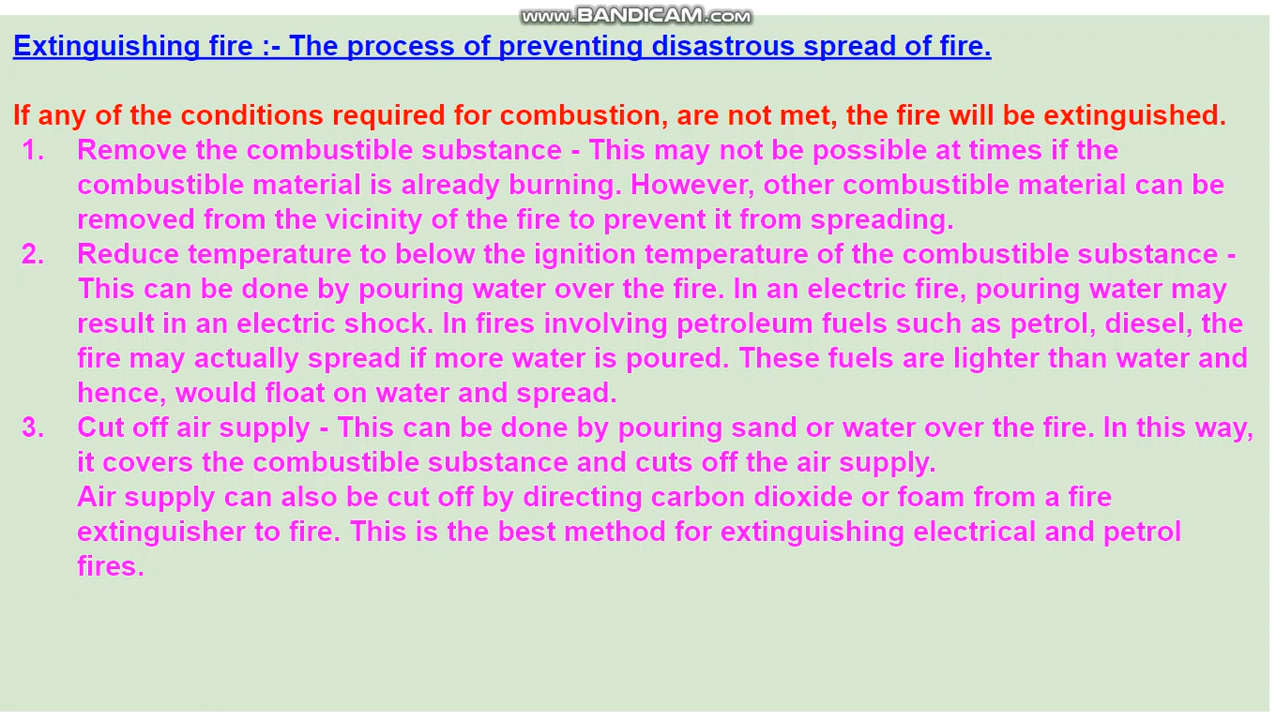 www.BANDICAM.com
Extinguishing fire :- The process of preventing disastrous spread of fire.
If any of the conditions required for combustion, are not met, the fire will be extinguished.
1. Remove the combustible substance - This may not be possible at times if the
combustible material is already burning. However, other combustible material can be
removed from the vicinity of the fire to prevent it from spreading.
2. Reduce temperature to below the ignition temperature of the combustible substance -
This can be done by pouring water over the fire. In an electric fire, pouring water may
result in an electric shock. In fires involving petroleum fuels such as petrol, diesel, the
fire may actually spread if more water is poured. These fuels are lighter than water and
hence, would float on water and spread.
3. Cut off air supply - This can be done by pouring sand or water over the fire. In this way,
it covers the combustible substance and cuts off the air supply.
Air supply can also be cut off by directing carbon dioxide or foam from a fire
extinguisher to fire. This is the best method for extinguishing electrical and petrol
fires.